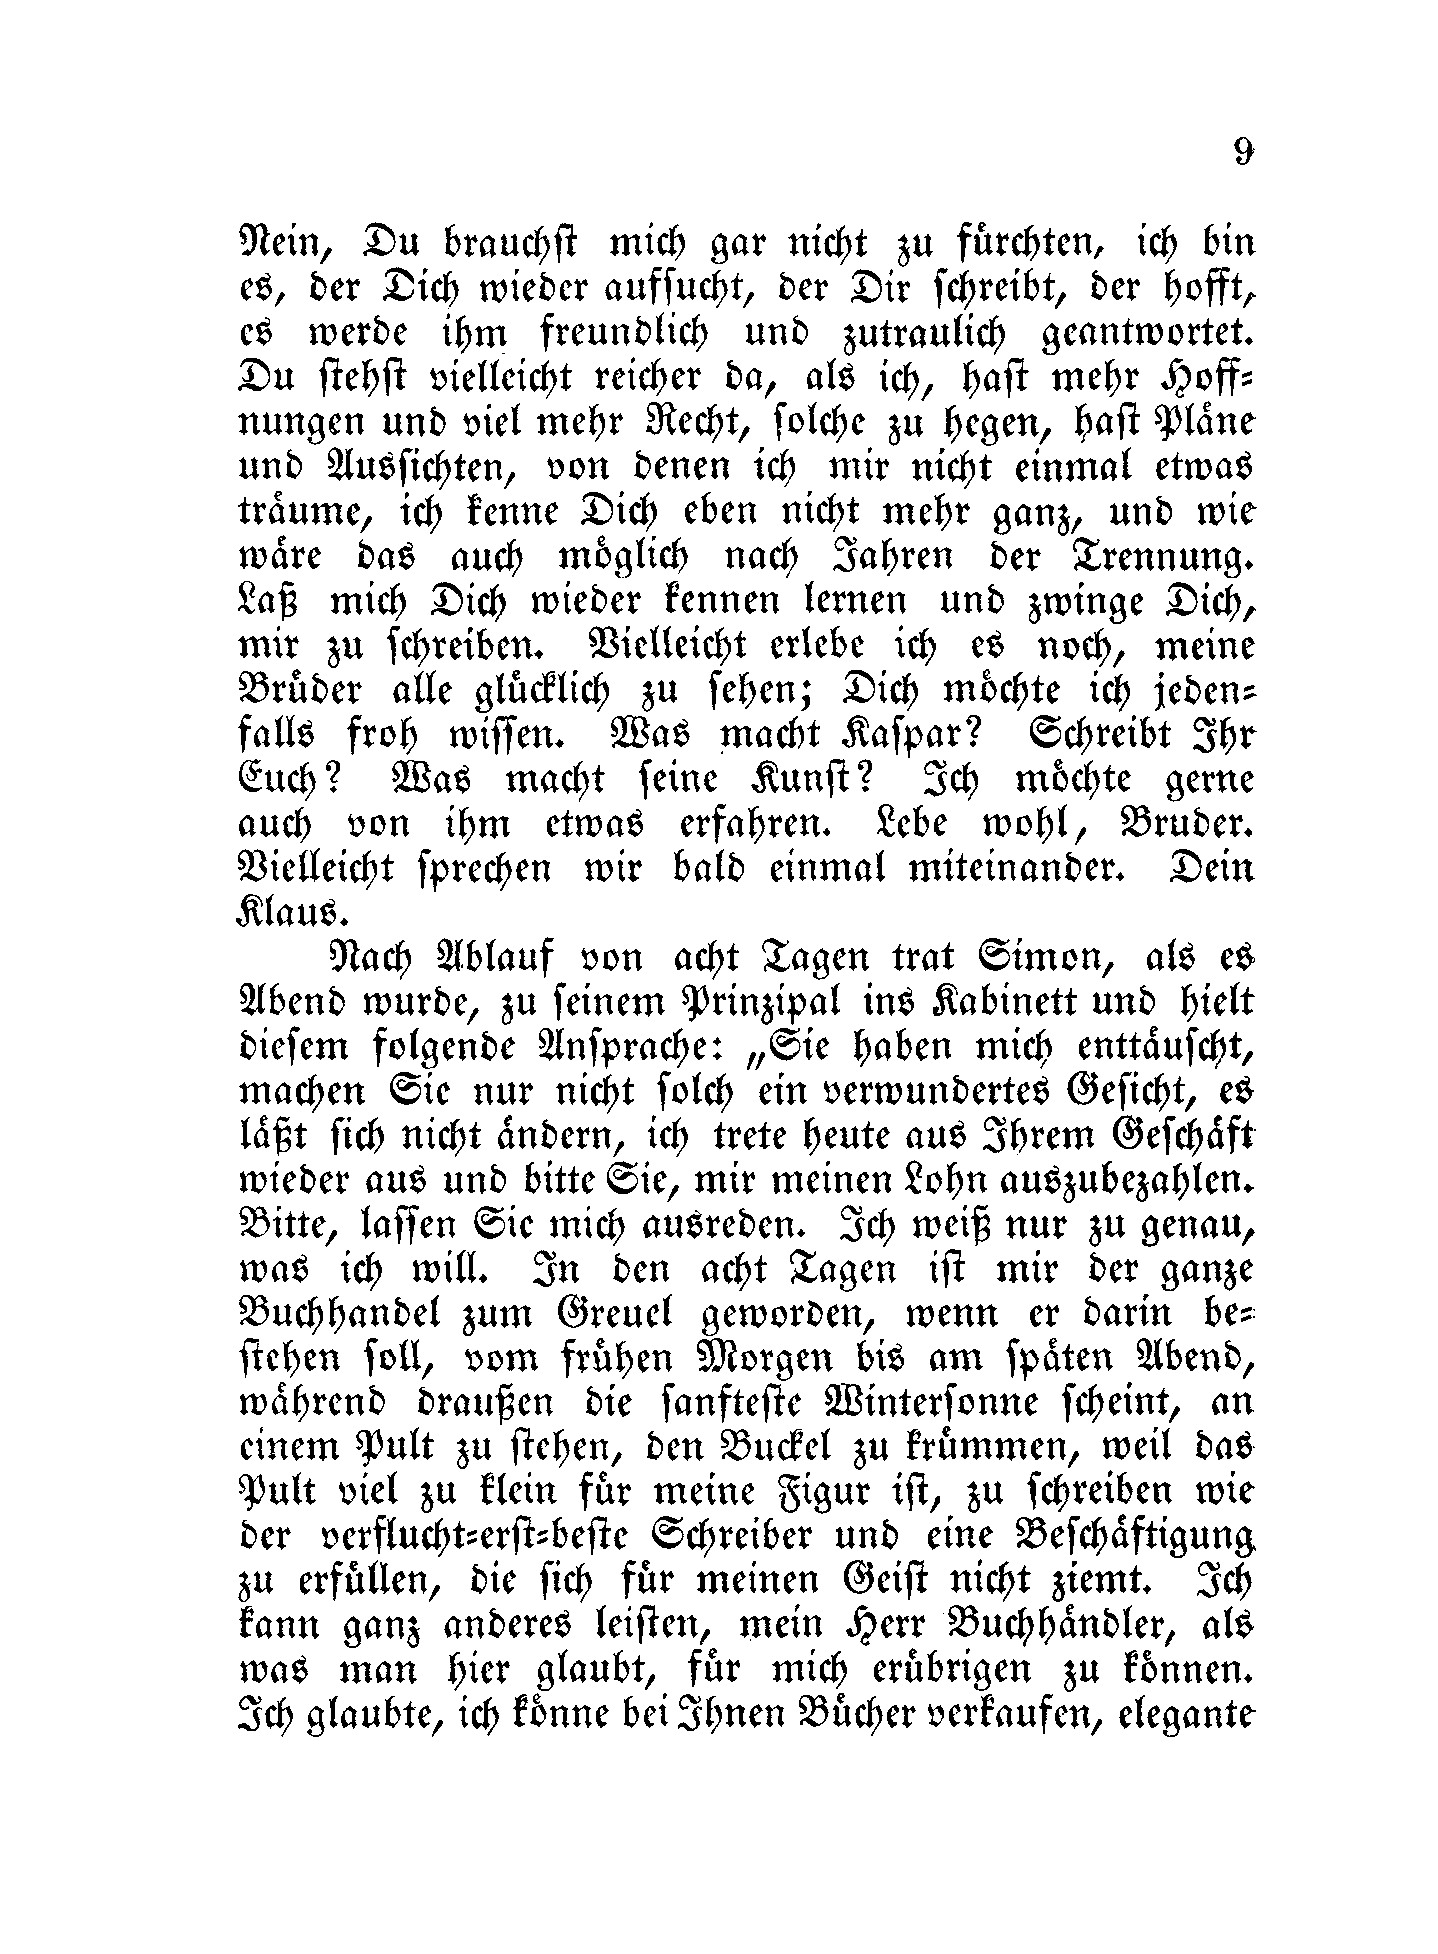 9
Nein, Du brauchst mich gar nicht zu fürchten, ich bin
es, der Dich wieder aufsucht, der Dir schreibt, der hofft,
es werde ihm freundlich und zutraulich geantwortet.
Du stehst vielleicht reicher da, als ich, hast mehr Hoff-
nungen und viel mehr Recht, solche zu hegen, hast Pläne
und Aussichten, von denen ich mir nicht einmal etwas
träume, ich kenne Dich eben nicht mehr ganz, und wie
wäre das auch möglich nach Jahren der Trennung.
Laß mich Dich wieder kennen lernen und zwinge Dich,
mir zu schreiben. Vielleicht erlebe ich es noch, meine
Brüder alle glücklich zu sehen; Dich möchte ich jeden-
falls froh wissen. Was macht Kaspar? Schreibt Ihr
Euch? Was macht seine Kunst? Ich möchte gerne
auch von ihm etwas erfahren. Lebe wohl, Bruder.
Vielleicht sprechen wir bald einmal miteinander. Dein
Klaus.
Nach Ablauf von acht Tagen trat Simon, als es
Abend wurde, zu seinem Prinzipal ins Kabinett und hielt
diesem folgende Ansprache: „Sie haben mich enttäuscht,
machen Sie nur nicht solch ein verwundertes Gesicht, es
läßt sich nicht ändern, ich trete heute aus Ihrem Geschäft
wieder aus und bitte Sie, mir meinen Lohn auszubezahlen.
Bitte, lassen Sie mich ausreden. Ich weiß nur zu genau,
was ich will. In den acht Tagen ist mir der ganze
Buchhandel zum Greuel geworden, wenn er darin be-
stehen soll, vom frühen Morgen bis am späten Abend,
während draußen die sanfteste Wintersonne scheint, an
einem Pult zu stehen, den Buckel zu krümmen, weil das
Pult viel zu klein für meine Figur ist, zu schreiben wie
der verflucht-erst-beste Schreiber und eine Beschäftigung
zu erfüllen, die sich für meinen Geist nicht ziemt. Ich
kann ganz anderes leisten, mein Herr Buchhändler, als
was man hier glaubt, für mich erübrigen zu können.
Ich glaubte, ich könne bei Ihnen Bücher verkaufen, elegante